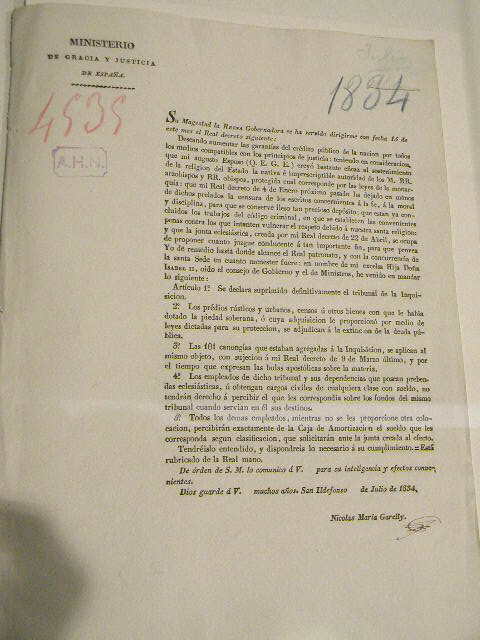 MINISTERIO
DE GRACIA Y JUSTICIA
DE ESPAÑA.
Julio
1834
4535
A.H.N.
Su Magestad la Reina Gobernadora se ha servido dirigirme con fecha 15 de
este mes el Real decreto siguiente:
Deseando aumentar las garantías del crédito público de la nacion por todos
los medios compatibles con los principios de justicia: teniendo en consideracion,
que mi augusto Esposo (Q. E. G. E.) creyó bastante eficaz al sostenimiento
de la religion del Estado la nativa é imprescriptible autoridad de los M. RR.
arzobispos y RR. obispos, protegida cual corresponde por las leyes de la monar-
quía: que mi Real decreto de 4 de Enero próximo pasado ha dejado en manos
de dichos prelados la censura de los escritos concernientes á la fe, á la moral
y disciplina, para que se conserve ileso tan precioso depósito: que estan ya con-
cluidos los trabajos del código criminal, en que se establecen las convenientes
penas contra los que intenten vulnerar el respeto debido á nuestra santa religion:
y que la junta eclesiástica, creada por mi Real decreto de 22 de Abril, se ocupa
de proponer cuanto juzgue conducente á tan importante fin, para que provea
Yo de remedio hasta donde alcance el Real patronato, y con la concurrencia de
la santa Sede en cuanto menester fuere: en nombre de mi excelsa Hija Doña
ISABEL II, oido el consejo de Gobierno y el de Ministros, he venido en mandar
lo siguiente:
Artículo 1º Se declara suprimido definitivamente el tribunal de la Inqui-
sicion.
2º Los prédios rústicos y urbanos, censos ú otros bienes con que le habia
dotado la piedad soberana, ó cuya adquisicion le proporcionó por medio de
leyes dictadas para su proteccion, se adjudican á la extincion de la deuda pú-
blica.
3º Las 101 canongías que estaban agregadas á la Inquisicion, se aplican al
mismo objeto, con sujecion á mi Real decreto de 9 de Marzo último, y por
el tiempo que expresan las bulas apostólicas sobre la materia.
4º Los empleados de dicho tribunal y sus dependencias que posean preben-
das eclesiásticas, ú obtengan cargos civiles de cualquiera clase con sueldo, no
tendrán derecho á percibir el que les correspondia sobre los fondos del mismo
tribunal cuando servian en él sus destinos.
5º Todos los demas empleados, mientras no se les proporcione otra colo-
cacion, percibirán exactamente de la Caja de Amortizacion el sueldo que les
corresponda segun clasificacion, que solicitarán ante la junta creada al efecto.
Tendréislo entendido, y dispondreis lo necesario á su cumplimiento.=Está
rubricado de la Real mano.
De órden de S. M. lo comunico á V. para su inteligencia y efectos conve-
nientes.
Dios guarde á V. muchos años. San Ildefonso de Julio de 1834.
Nicolas María Garelly.